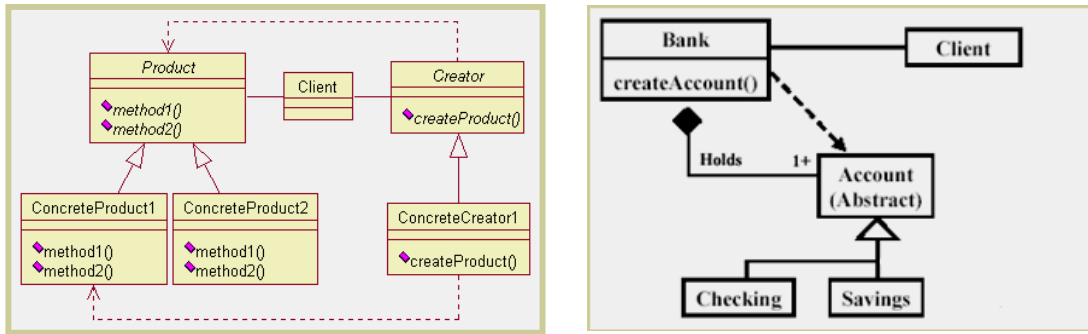 Product
method1()
method2()
Client
Creator
createProduct()
ConcreteProduct1
method1()
method2()
ConcreteProduct2
method1()
method2()
ConcreteCreator1
createProduct()
Bank
createAccount()
Client
Holds
1+
Account
(Abstract)
Checking
Savings